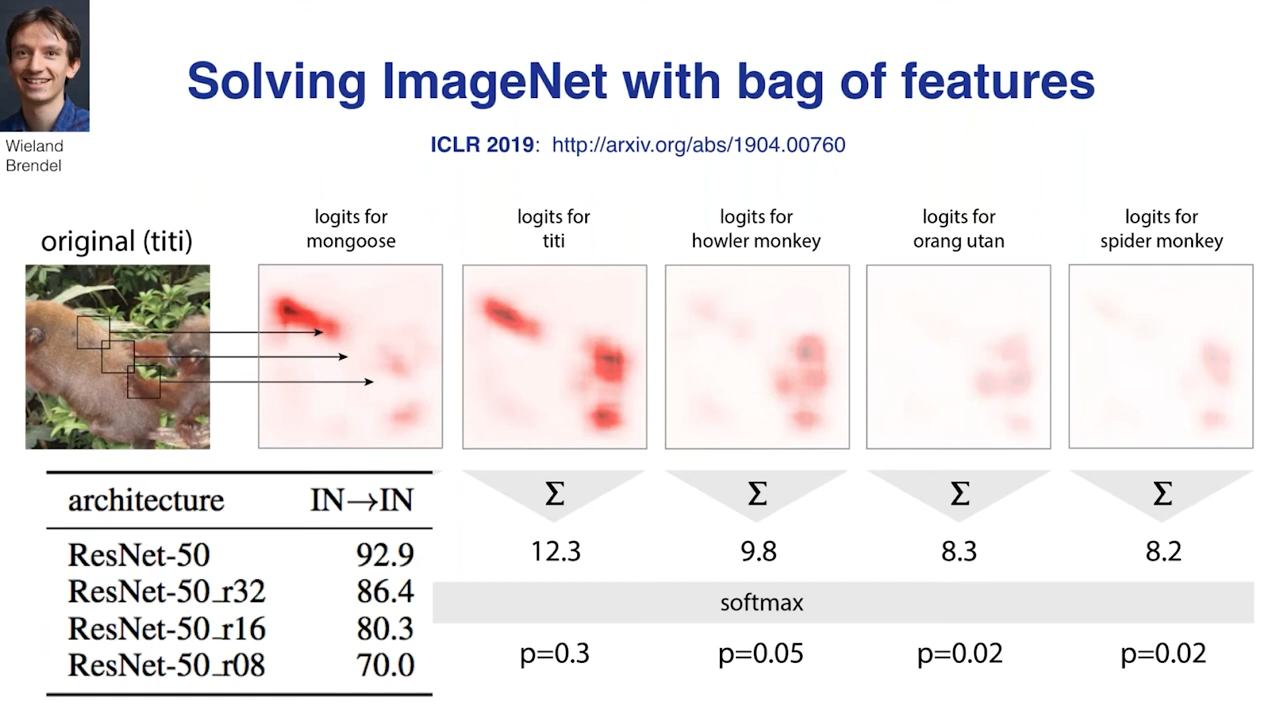 Solving ImageNet with bag of features
Wieland
Brendel
ICLR 2019: http://arxiv.org/abs/1904.00760
original (titi)
logits for
mongoose
logits for
titi
logits for
howler monkey
logits for
orang utan
logits for
spider monkey
architecture IN→IN
ResNet-50 92.9
ResNet-50_r32 86.4
ResNet-50_r16 80.3
ResNet-50_r08 70.0
Σ Σ Σ Σ
12.3 9.8 8.3 8.2
softmax
p=0.3 p=0.05 p=0.02 p=0.02